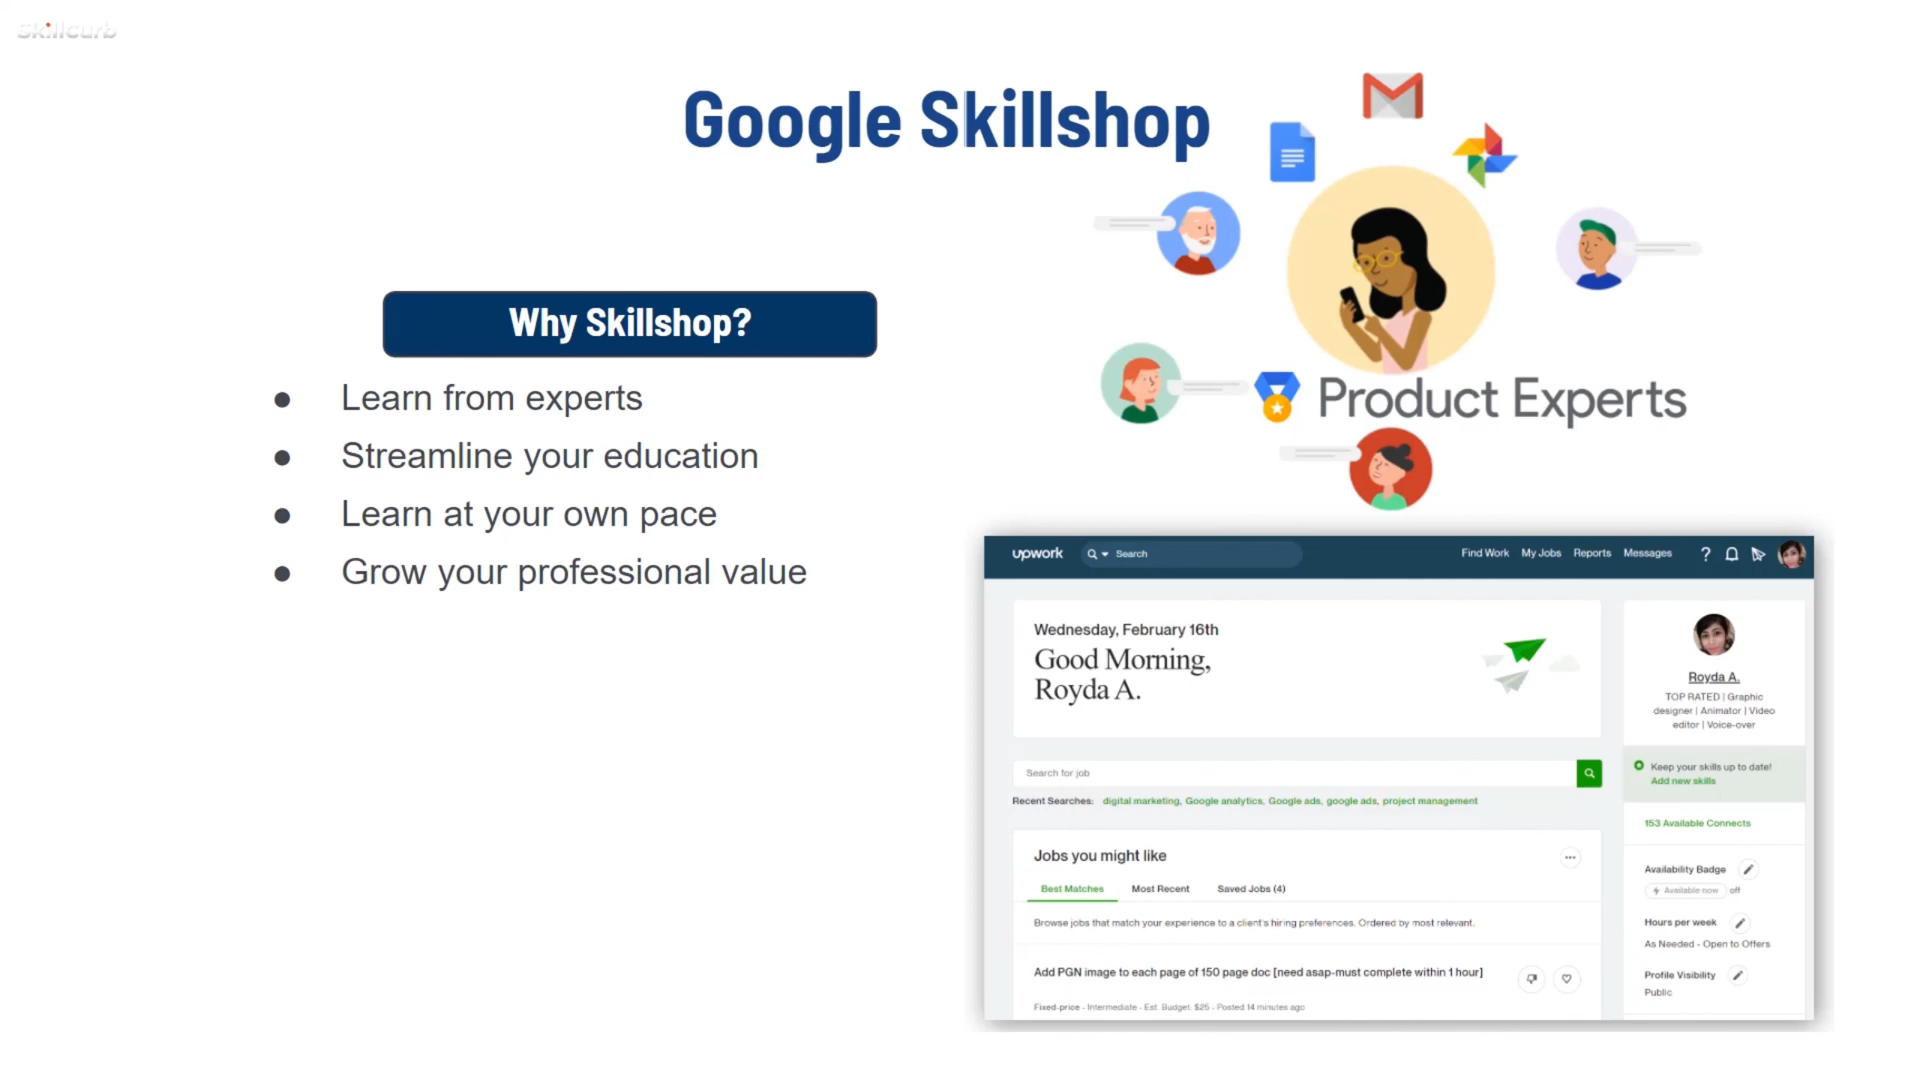 Skillcurb
Google Skillshop
Why Skillshop?
● Learn from experts
● Streamline your education
● Learn at your own pace
● Grow your professional value
Product Experts
upwork
Search
Find Work My Jobs Reports Messages ?
Wednesday, February 16th
Good Morning,
Royda A.
Search for job
Recent Searches: digital marketing, Google analytics, Google ads, google ads, project management
Jobs you might like
Best Matches Most Recent Saved Jobs (4)
Browse jobs that match your experience to a client's hiring preferences. Ordered by most relevant.
Add PGN image to each page of 150 page doc [need asap-must complete within 1 hour]
Fixed-price - Intermediate - Est. Budget: $25 - Posted 14 minutes ago
Royda A.
TOP RATED | Graphic
designer | Animator | Video
editor | Voice-over
Keep your skills up to date!
Add new skills
153 Available Connects
Availability Badge
Available now off
Hours per week
As Needed - Open to Offers
Profile Visibility
Public